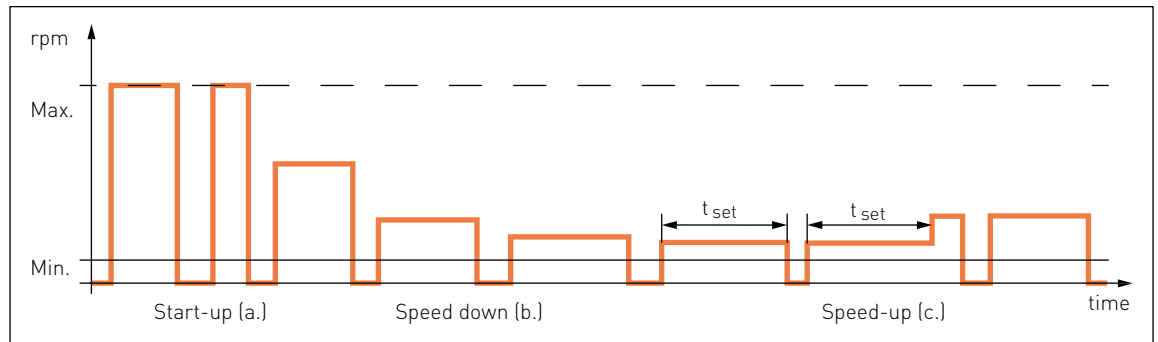 rpm
Max.
t set
t set
Min.
time
Start-up (a.)
Speed down (b.)
Speed-up (c.)